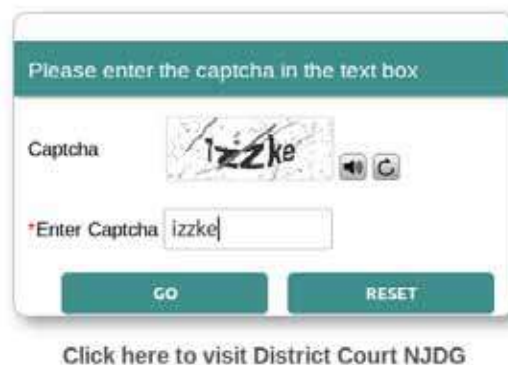 Please enter the captcha in the text box
Captcha izzke
*Enter Captcha izzke
GO RESET
Click here to visit District Court NJDG